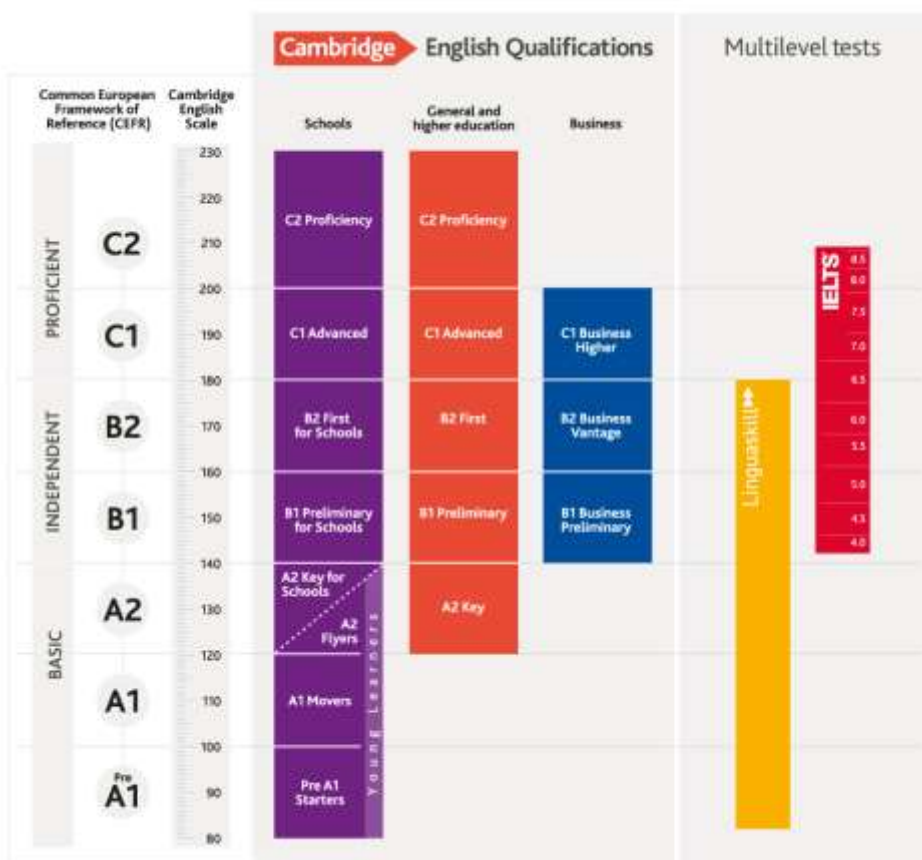 Cambridge English Qualifications
Multilevel tests
Common European
Framework of
Reference (CEFR)
Cambridge
English
Scale
Schools
General and
higher education
Business
PROFICIENT
INDEPENDENT
BASIC
C2
C1
B2
B1
A2
A1
Pre
A1
230
220
210
200
190
180
170
160
150
140
130
120
110
100
90
80
C2 Proficiency
C1 Advanced
B2 First
for Schools
B1 Preliminary
for Schools
A2 Key for
Schools
A2
Flyers
A1 Movers
Pre A1
Starters
Young Learners
C2 Proficiency
C1 Advanced
B2 First
B1 Preliminary
A2 Key
C1 Business
Higher
B2 Business
Vantage
B1 Business
Preliminary
Linguaskill
IELTS
8.5
8.0
7.5
7.0
6.5
6.0
5.5
5.0
4.5
4.0